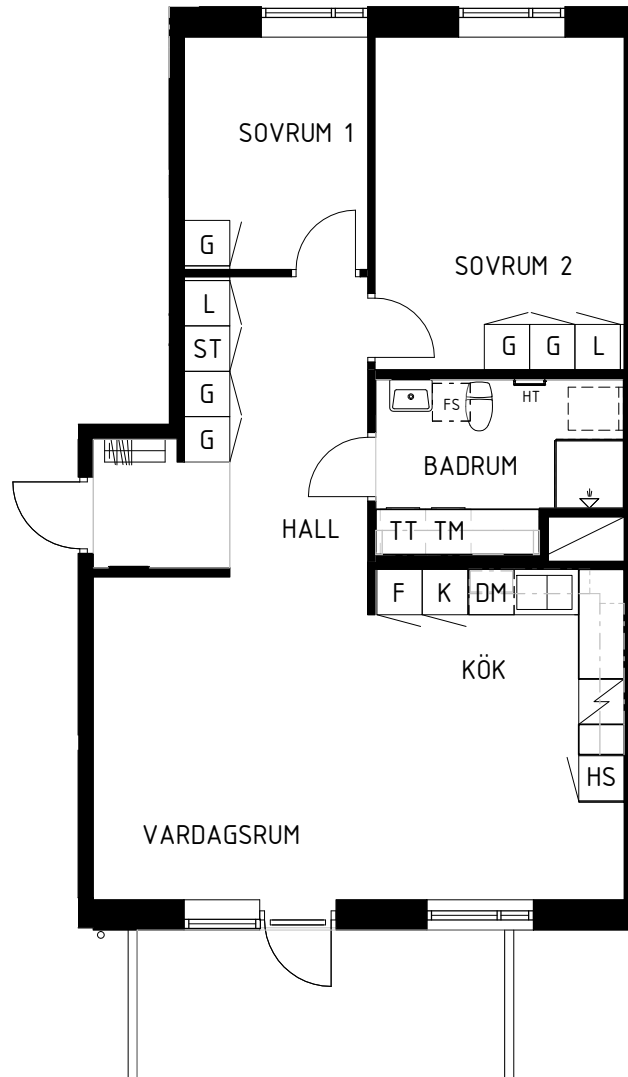 SOVRUM 1
G
SOVRUM 2
L
ST
G
G
G G L
FS
HT
BADRUM
HALL
TT TM
F K DM
KÖK
HS
VARDAGSRUM